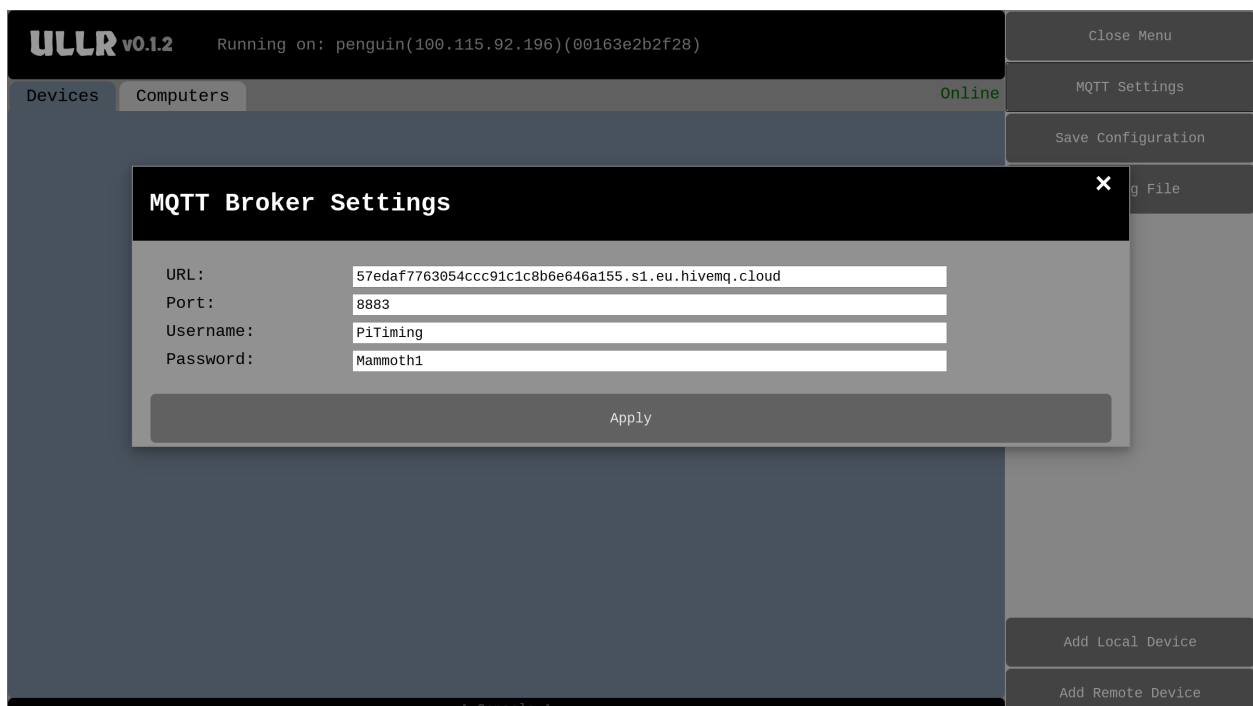 ULLR v0.1.2 Running on: penguin(100.115.92.196)(00163e2b2f28)
Close Menu
Devices Computers Online
MQTT Settings
Save Configuration
g File
MQTT Broker Settings ×
URL: 57edaf7763054ccc91c1c8b6e646a155.s1.eu.hivemq.cloud
Port: 8883
Username: PiTiming
Password: Mammoth1
Apply
Add Local Device
Add Remote Device